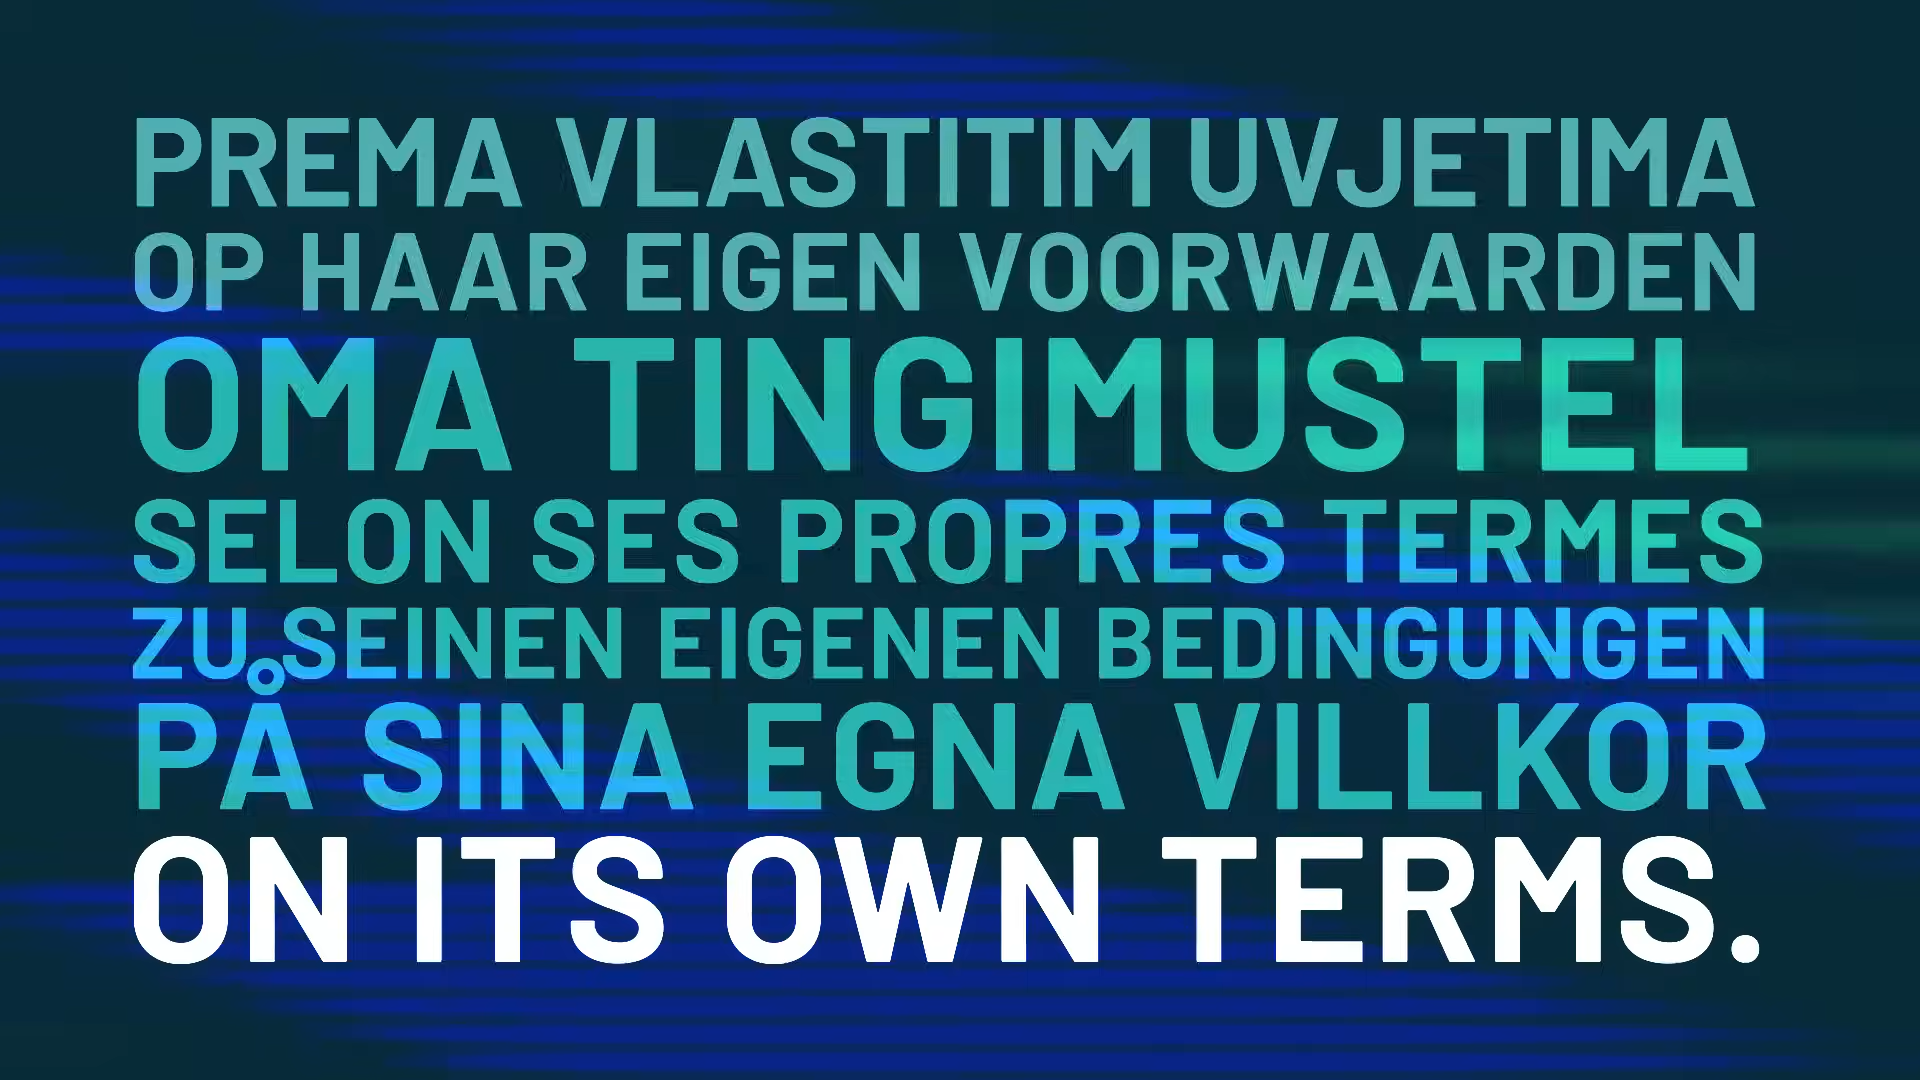 PREMA VLASTITIM UVJETIMA
OP HAAR EIGEN VOORWAARDEN
OMA TINGIMUSTEL
SELON SES PROPRES TERMES
ZU SEINEN EIGENEN BEDINGUNGEN
PÅ SINA EGNA VILLKOR
ON ITS OWN TERMS.